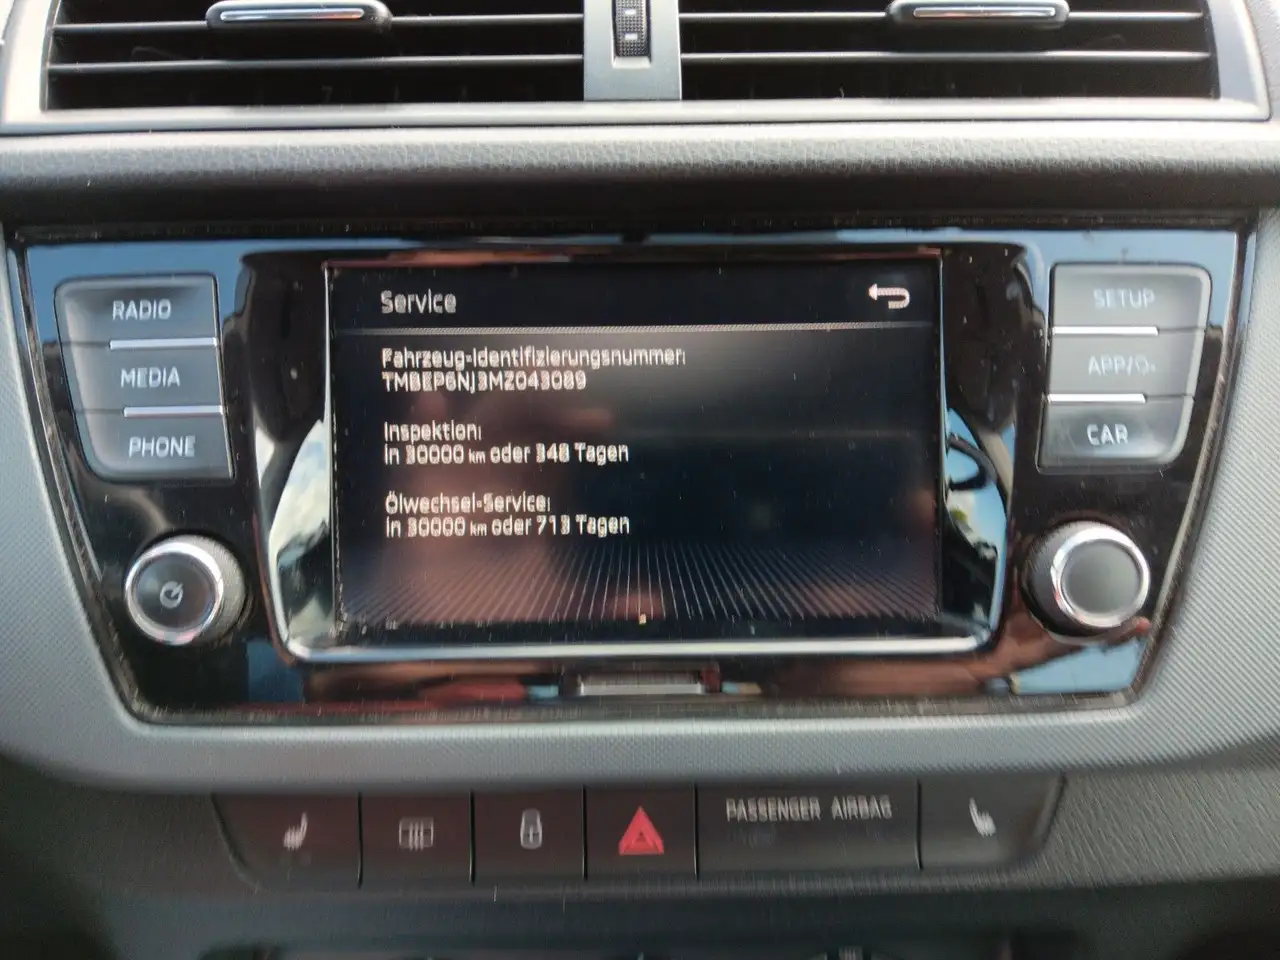 Service
RADIO
MEDIA
PHONE
SETUP
APP/
CAR
Fahrzeug-Identifizierungsnummer:
TMBEP6NJ3MZ043089
Inspektion:
in 30000 km oder 348 Tagen
Ölwechsel-Service:
in 30000 km oder 713 Tagen
PASSENGER AIRBAG